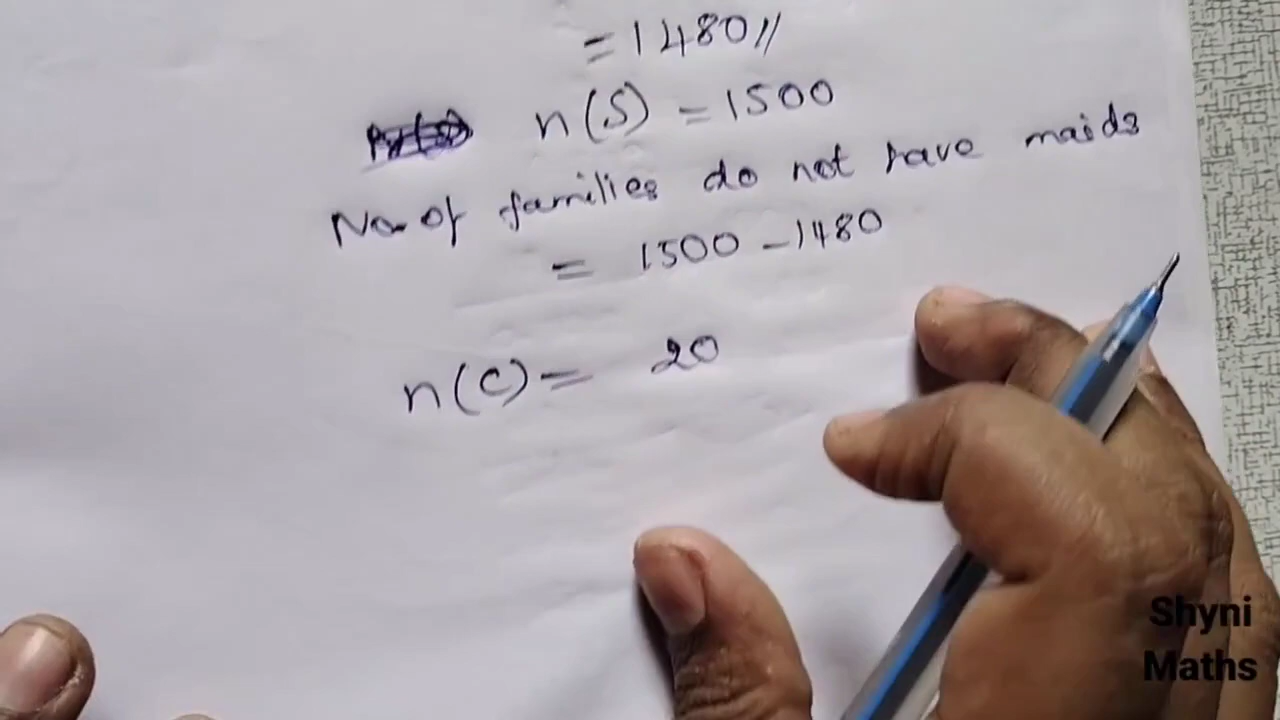 = 1480//
n(S) = 1500
No of families do not have maids
= 1500 - 1480
n(C) = 20
Shyni
Maths